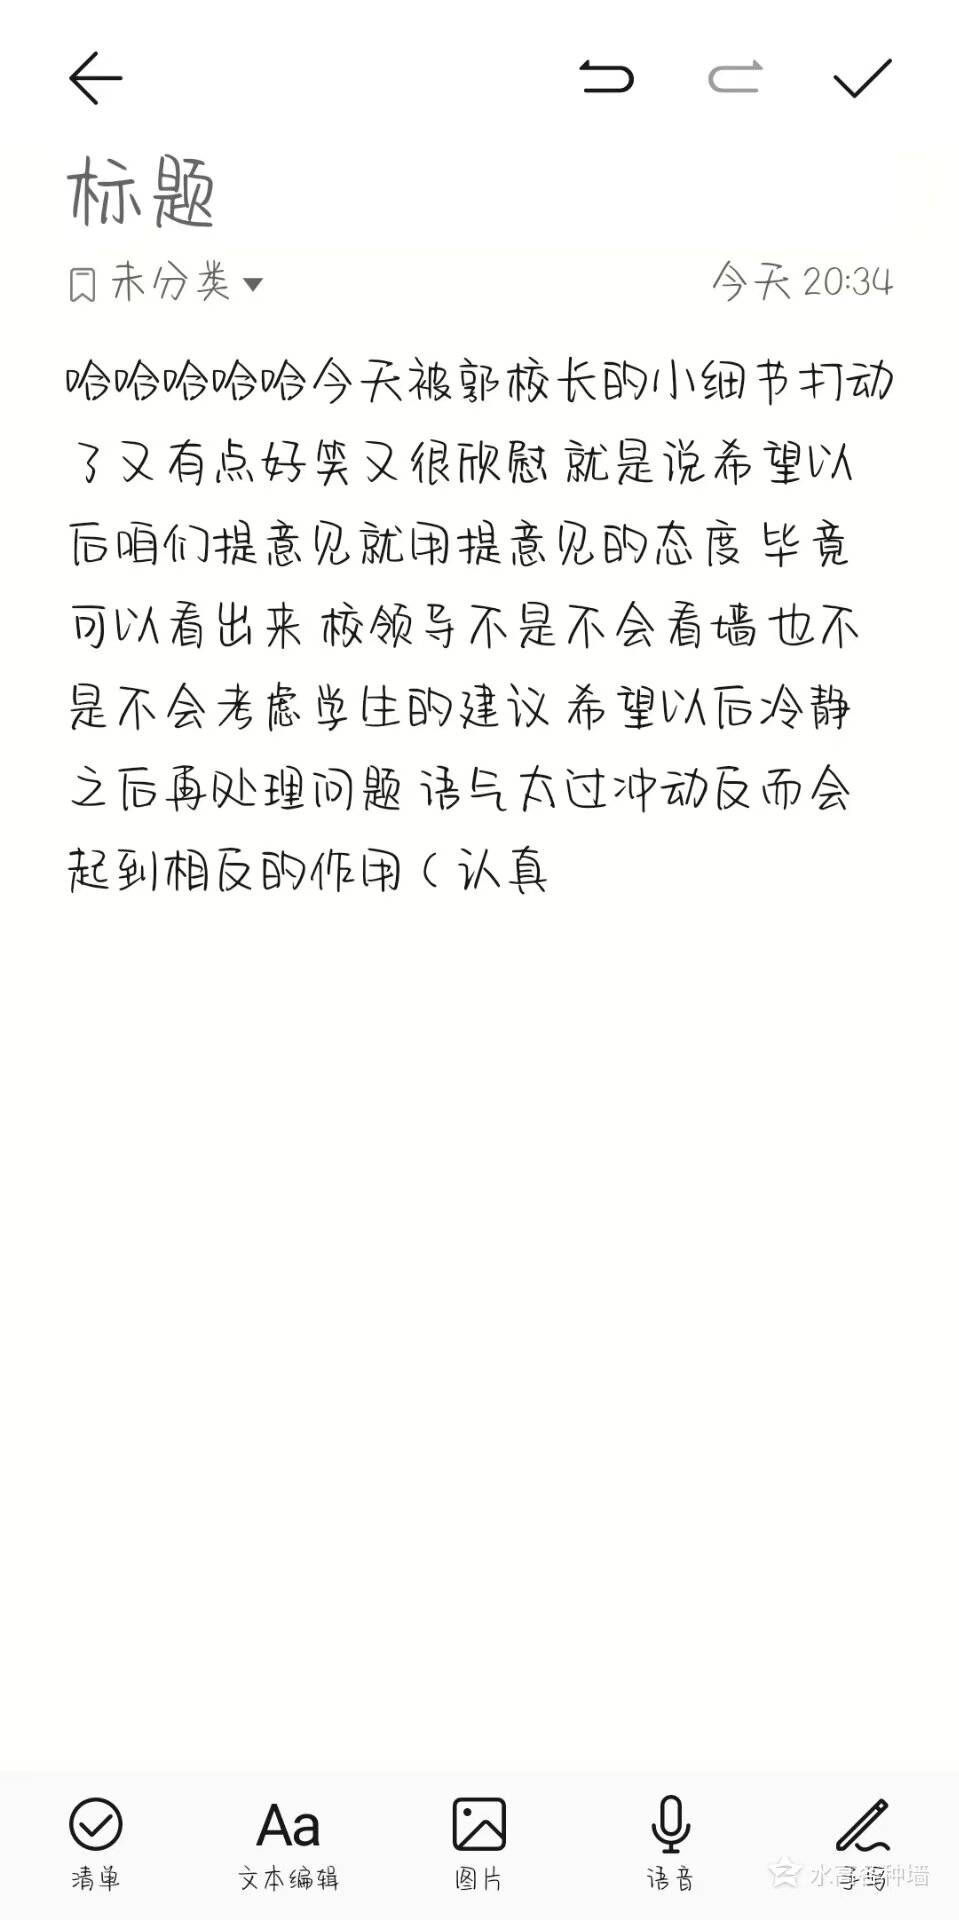 标题
未分类
今天 20:34
哈哈哈哈哈今天被郭校长的小细节打动
了又有点好笑又很欣慰 就是说希望以
后咱们提意见就用提意见的态度 毕竟
可以看出来 校领导不是不会看墙 也不
是不会考虑学生的建议 希望以后冷静
之后再处理问题 语气太过冲动反而会
起到相反的作用（认真
清单
Aa
文本编辑
图片
语音
手写